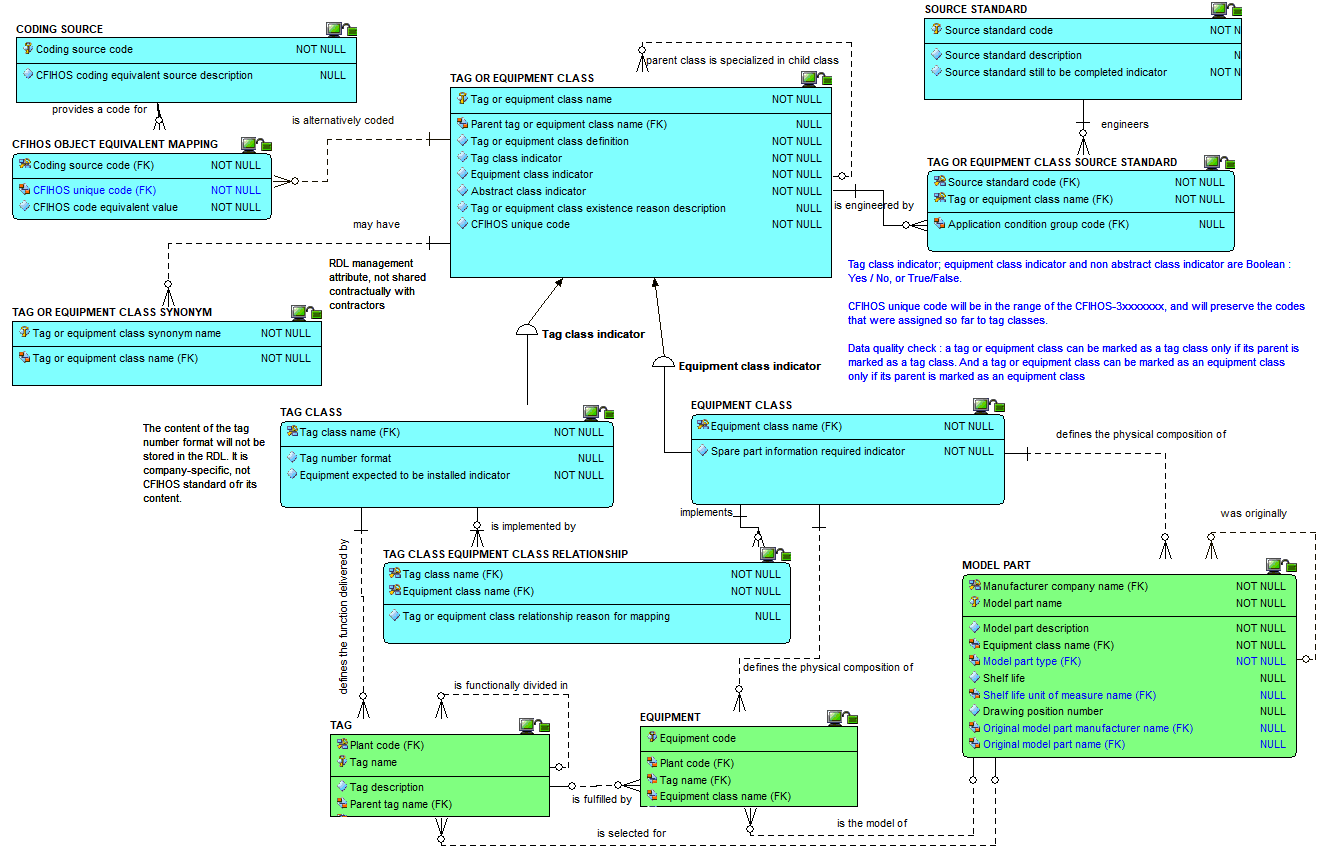 CODING SOURCE
Coding source code NOT NULL
CFIHOS coding equivalent source description NULL
provides a code for
CFIHOS OBJECT EQUIVALENT MAPPING
Coding source code (FK) NOT NULL
CFIHOS unique code (FK) NOT NULL
CFIHOS code equivalent value NOT NULL
is alternatively coded
may have
TAG OR EQUIPMENT CLASS SYNONYM
Tag or equipment class synonym name NOT NULL
Tag or equipment class name (FK) NOT NULL
RDL management
attribute, not shared
contractually with
contractors
TAG OR EQUIPMENT CLASS
parent class is specialized in child class
Tag or equipment class name NOT NULL
Parent tag or equipment class name (FK) NULL
Tag or equipment class definition NOT NULL
Tag class indicator NOT NULL
Equipment class indicator NOT NULL
Abstract class indicator NOT NULL
Tag or equipment class existence reason description NULL
CFIHOS unique code NOT NULL
is engineered by
SOURCE STANDARD
Source standard code NOT N
Source standard description N
Source standard still to be completed indicator NOT N
engineers
TAG OR EQUIPMENT CLASS SOURCE STANDARD
Source standard code (FK) NOT NULL
Tag or equipment class name (FK) NOT NULL
Application condition group code (FK) NULL
Tag class indicator; equipment class indicator and non abstract class indicator are Boolean :
Yes / No, or True/False.
CFIHOS unique code will be in the range of the CFIHOS-3xxxxxxx, and will preserve the codes
that were assigned so far to tag classes.
Data quality check : a tag or equipment class can be marked as a tag class only if its parent is
marked as a tag class. And a tag or equipment class can be marked as an equipment class
only if its parent is marked as an equipment class
Tag class indicator
Equipment class indicator
The content of the tag
number format will not be
stored in the RDL. It is
company-specific, not
CFIHOS standard ofr its
content.
TAG CLASS
Tag class name (FK) NOT NULL
Tag number format NULL
Equipment expected to be installed indicator NOT NULL
EQUIPMENT CLASS
Equipment class name (FK) NOT NULL
Spare part information required indicator NOT NULL
defines the physical composition of
is implemented by
implements
was originally
defines the function delivered by
TAG CLASS EQUIPMENT CLASS RELATIONSHIP
Tag class name (FK) NOT NULL
Equipment class name (FK) NOT NULL
Tag or equipment class relationship reason for mapping NULL
MODEL PART
Manufacturer company name (FK) NOT NULL
Model part name NOT NULL
Model part description NOT NULL
Equipment class name (FK) NOT NULL
Model part type (FK) NOT NULL
Shelf life NULL
Shelf life unit of measure name (FK) NULL
Drawing position number NULL
Original model part manufacturer name (FK) NULL
Original model part name (FK) NULL
defines the physical composition of
is functionally divided in
TAG
Plant code (FK)
Tag name
Tag description
Parent tag name (FK)
is fulfilled by
EQUIPMENT
Equipment code
Plant code (FK)
Tag name (FK)
Equipment class name (FK)
is the model of
is selected for